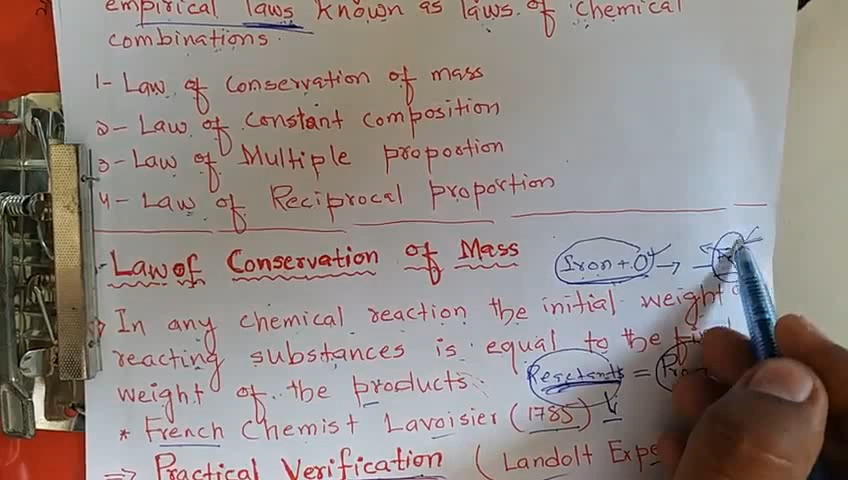 empirical laws known as laws of chemical
combinations.
1- Law of conservation of mass
2- Law of constant composition
3- Law of Multiple proportion
4- Law of Reciprocal proportion
Law of Conservation of Mass Iron + O →
In any chemical reaction the initial weight
reacting substances is equal to the
weight of the products. Reactants =
* French Chemist Lavoisier (1785)
⇒ Practical Verification (Landolt